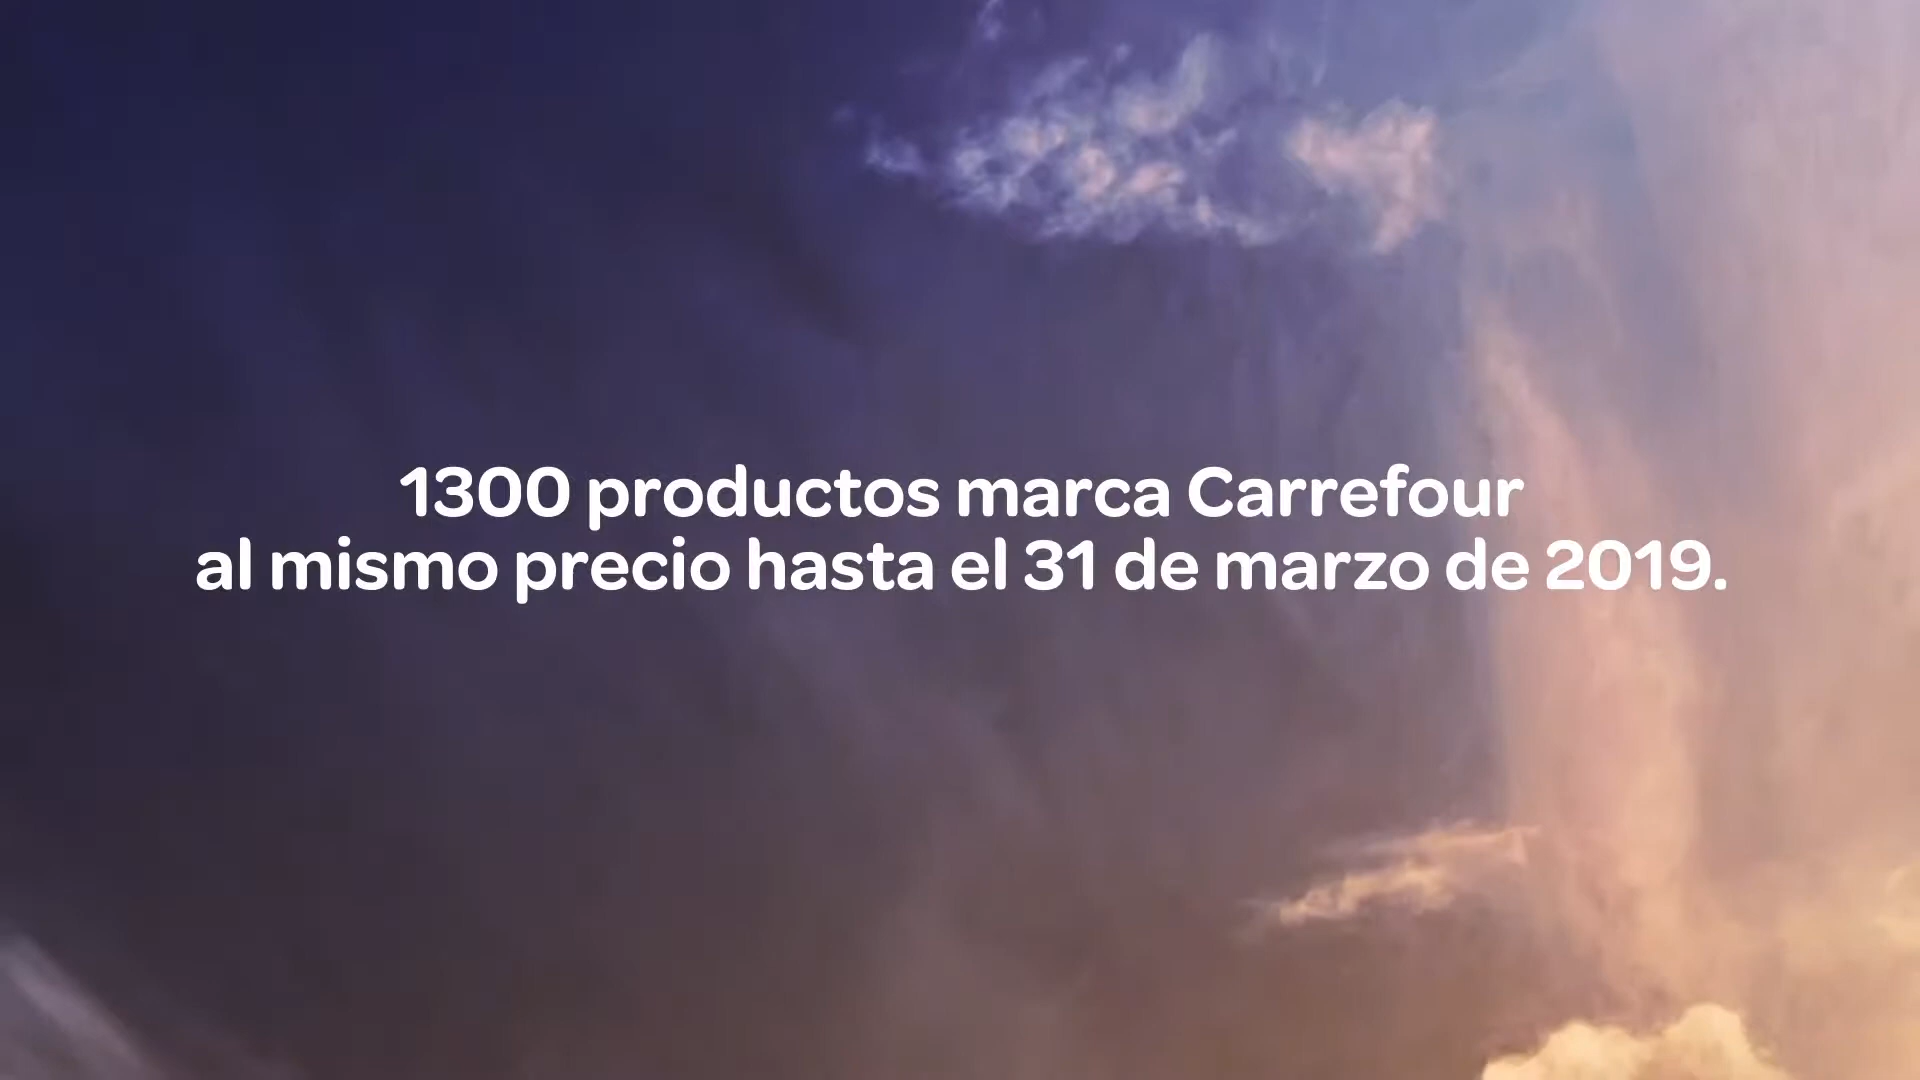 1300 productos marca Carrefour
al mismo precio hasta el 31 de marzo de 2019.